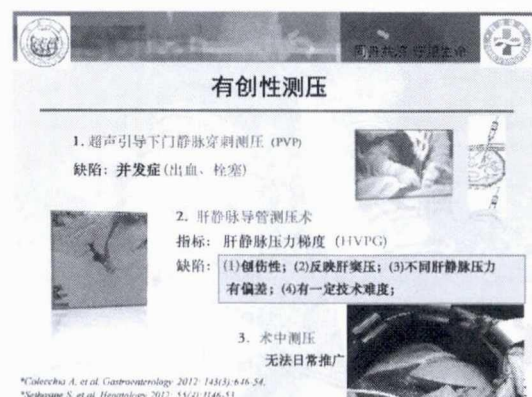 有创性测压
1. 超声引导下门静脉穿刺测压 (PVP)
缺陷：并发症(出血、栓塞)
2. 肝静脉导管测压术
指标：肝静脉压力梯度（HVPG）
缺陷：(1)创伤性；(2)反映肝窦压；(3)不同肝静脉压力
有偏差；(4)有一定技术难度；
3. 术中测压
无法日常推广
*Colecchia A, et al. Gastroenterology 2012; 143(3):646-54.
S, et al. Hepatology 2012; 55(4):1146-53